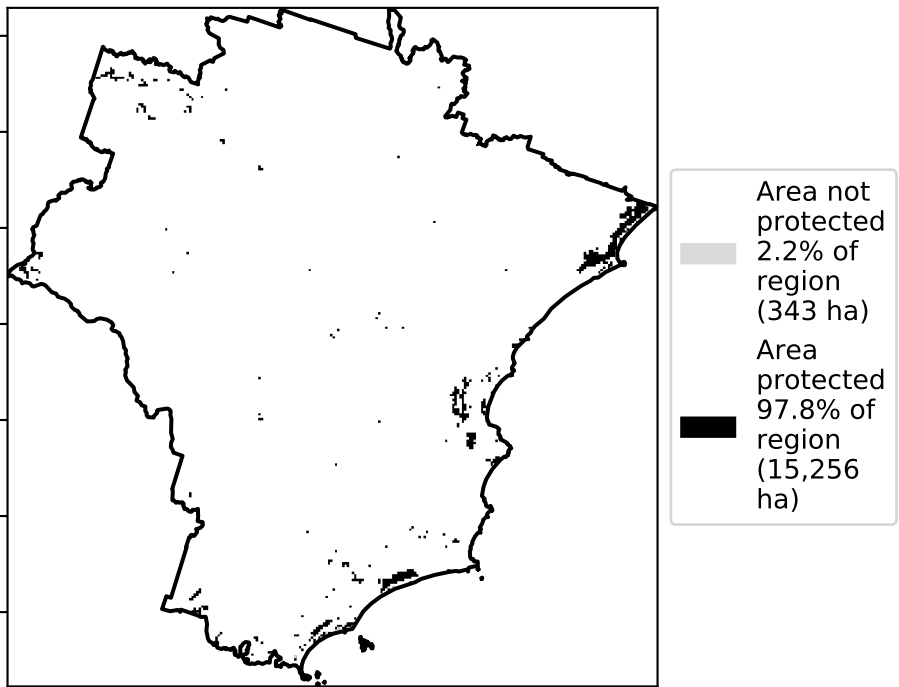 Area not
protected
2.2% of
region
(343 ha)
Area
protected
97.8% of
region
(15,256
ha)